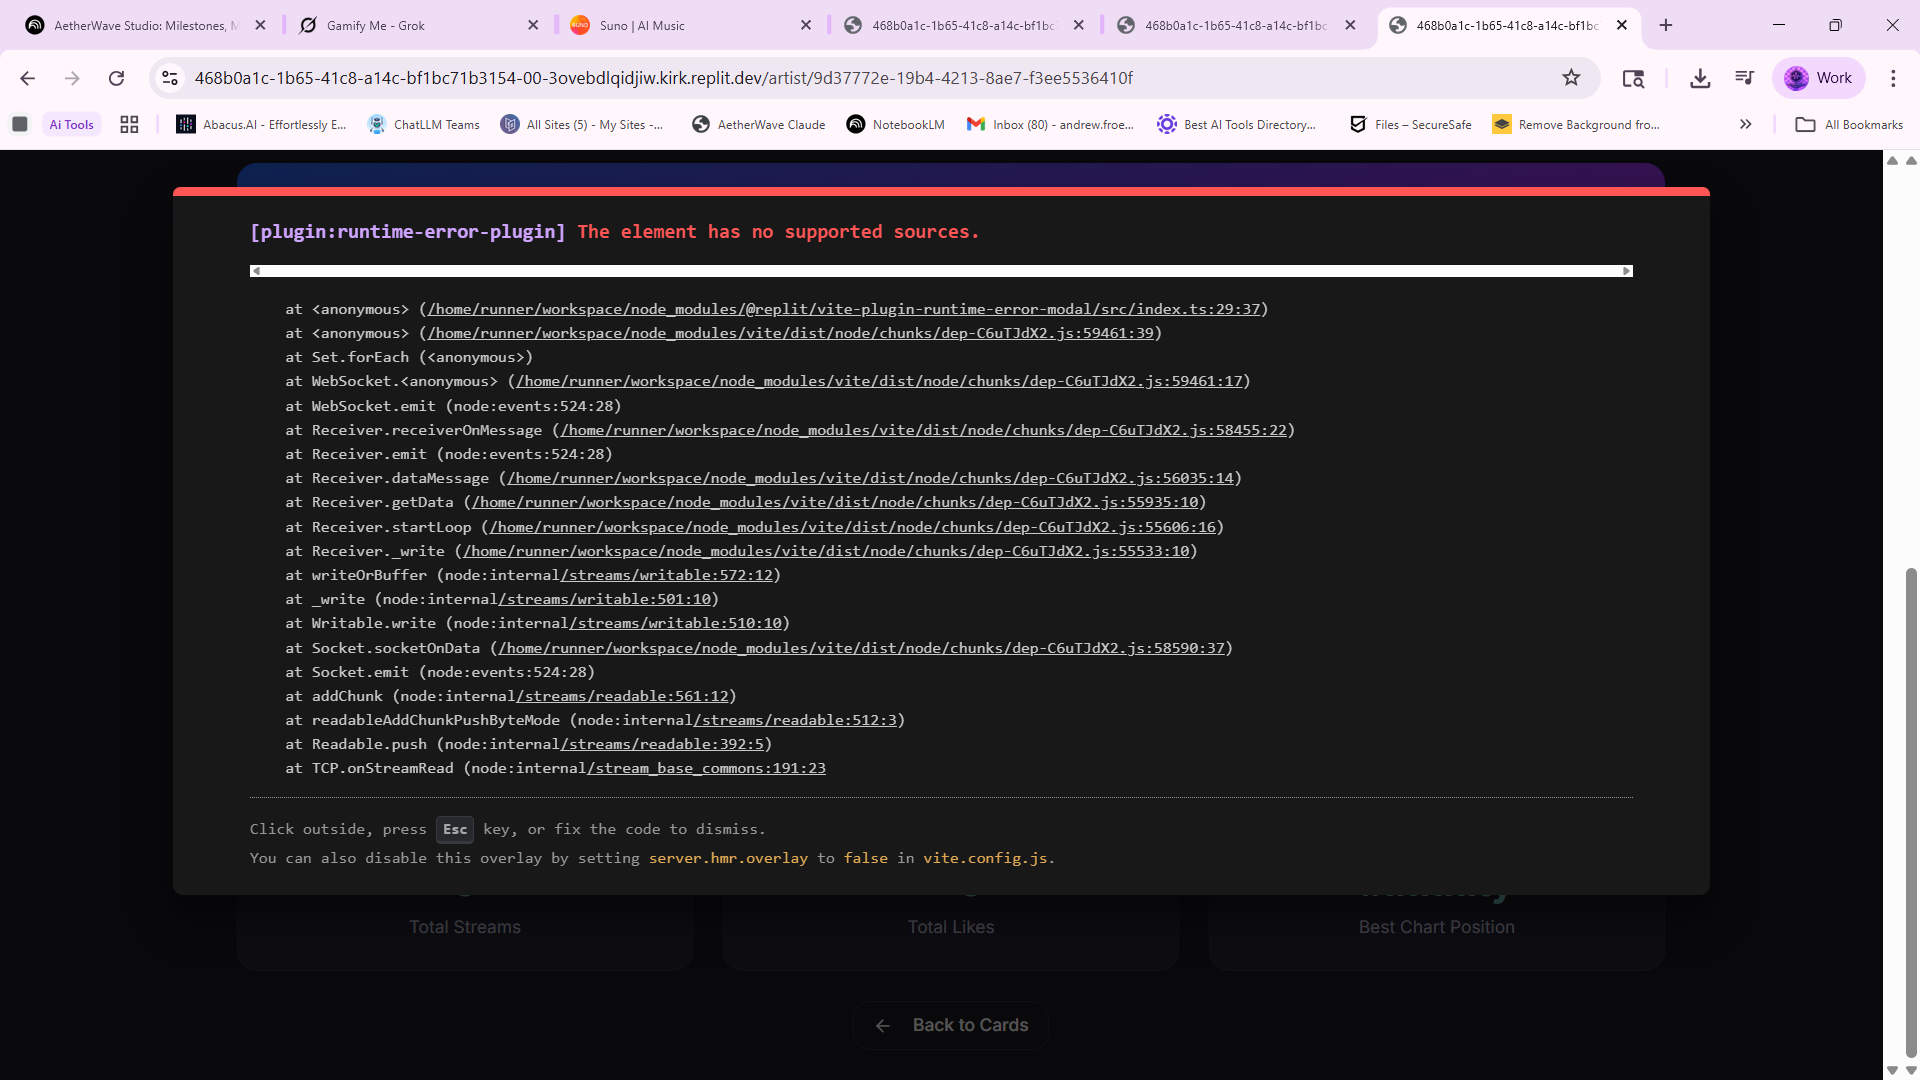 AetherWave Studio: Milestones, M
Gamify Me - Grok
Suno | AI Music
468b0a1c-1b65-41c8-a14c-bf1bc7
468b0a1c-1b65-41c8-a14c-bf1bc
468b0a1c-1b65-41c8-a14c-bf1bc
468b0a1c-1b65-41c8-a14c-bf1bc71b3154-00-3ovebdlqidjiw.kirk.replit.dev/artist/9d37772e-19b4-4213-8ae7-f3ee5536410f
Work
Ai Tools
Abacus.AI - Effortlessly E...
ChatLLM Teams
All Sites (5) - My Sites -...
AetherWave Claude
NotebookLM
Inbox (80) - andrew.froe...
Best AI Tools Directory...
Files – SecureSafe
Remove Background fro...
All Bookmarks
[plugin:runtime-error-plugin] The element has no supported sources.
at <anonymous> (/home/runner/workspace/node_modules/@replit/vite-plugin-runtime-error-modal/src/index.ts:29:37)
at <anonymous> (/home/runner/workspace/node_modules/vite/dist/node/chunks/dep-C6uTJdX2.js:59461:39)
at Set.forEach (<anonymous>)
at WebSocket.<anonymous> (/home/runner/workspace/node_modules/vite/dist/node/chunks/dep-C6uTJdX2.js:59461:17)
at WebSocket.emit (node:events:524:28)
at Receiver.receiverOnMessage (/home/runner/workspace/node_modules/vite/dist/node/chunks/dep-C6uTJdX2.js:58455:22)
at Receiver.emit (node:events:524:28)
at Receiver.dataMessage (/home/runner/workspace/node_modules/vite/dist/node/chunks/dep-C6uTJdX2.js:56035:14)
at Receiver.getData (/home/runner/workspace/node_modules/vite/dist/node/chunks/dep-C6uTJdX2.js:55935:10)
at Receiver.startLoop (/home/runner/workspace/node_modules/vite/dist/node/chunks/dep-C6uTJdX2.js:55606:16)
at Receiver._write (/home/runner/workspace/node_modules/vite/dist/node/chunks/dep-C6uTJdX2.js:55533:10)
at writeOrBuffer (node:internal/streams/writable:572:12)
at _write (node:internal/streams/writable:501:10)
at Writable.write (node:internal/streams/writable:510:10)
at Socket.socketOnData (/home/runner/workspace/node_modules/vite/dist/node/chunks/dep-C6uTJdX2.js:58590:37)
at Socket.emit (node:events:524:28)
at addChunk (node:internal/streams/readable:561:12)
at readableAddChunkPushByteMode (node:internal/streams/readable:512:3)
at Readable.push (node:internal/streams/readable:392:5)
at TCP.onStreamRead (node:internal/stream_base_commons:191:23
Click outside, press Esc key, or fix the code to dismiss.
You can also disable this overlay by setting server.hmr.overlay to false in vite.config.js.
Total Streams
Total Likes
Best Chart Position
Back to Cards